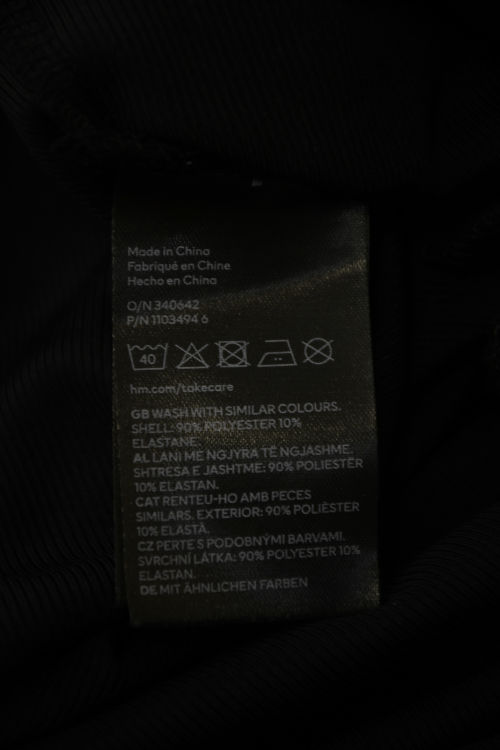 Made in China
Fabriqué en Chine
Hecho en China
O/N 340642
P/N 1103494 6
40
hm.com/takecare
GB WASH WITH SIMILAR COLOURS.
SHELL: 90% POLYESTER 10%
ELASTANE.
AL LANI ME NGJYRA TË NGJASHME.
SHTRESA E JASHTME: 90% POLIESTËR
10% ELASTAN.
CAT RENTEU-HO AMB PECES
SIMILARS. EXTERIOR: 90% POLIÈSTER
10% ELASTÀ.
CZ PERTE S PODOBNÝMI BARVAMI.
SVRCHNÍ LÁTKA: 90% POLYESTER 10%
ELASTAN.
DE MIT ÄHNLICHEN FARBEN